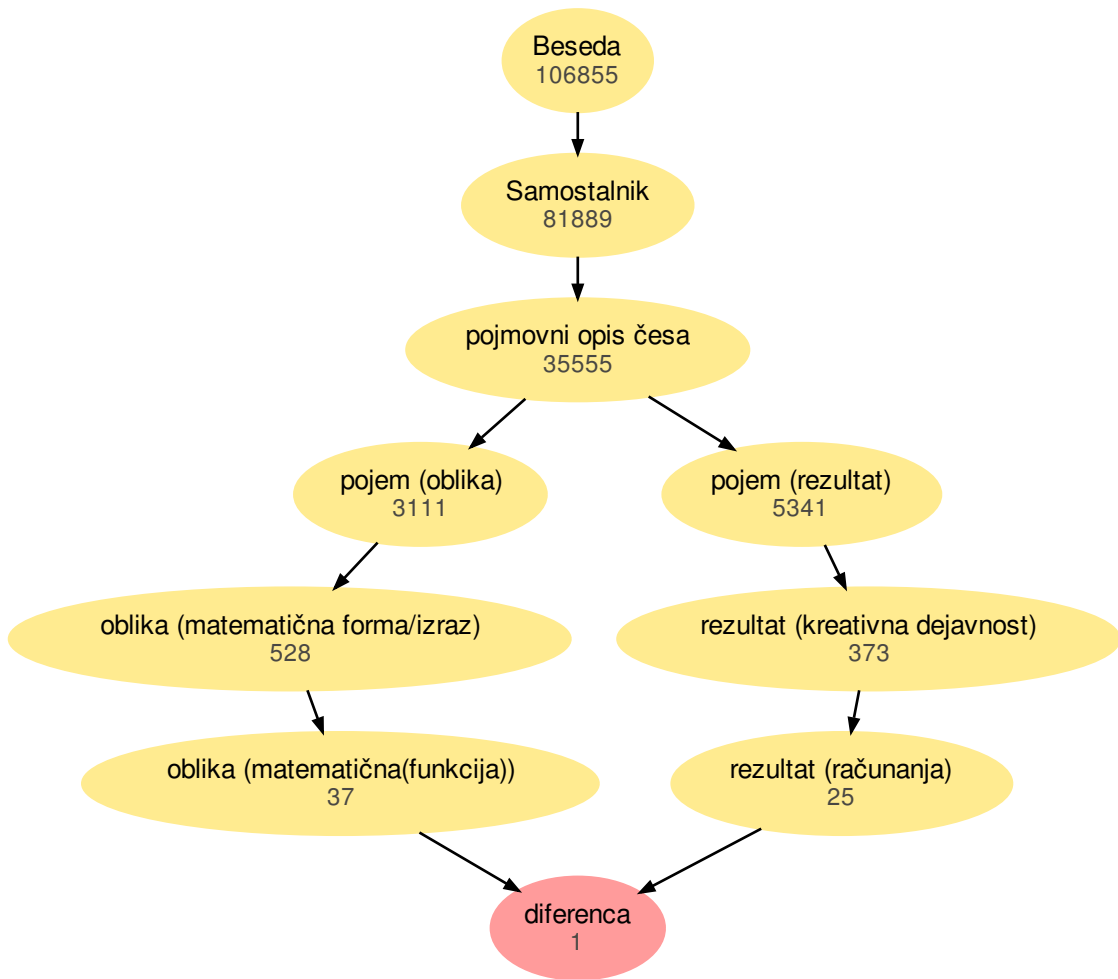 Beseda
106855
Samostalnik
81889
pojmovni opis česa
35555
pojem (oblika)
3111
pojem (rezultat)
5341
oblika (matematična forma/izraz)
528
rezultat (kreativna dejavnost)
373
oblika (matematična(funkcija))
37
rezultat (računanja)
25
diferenca
1